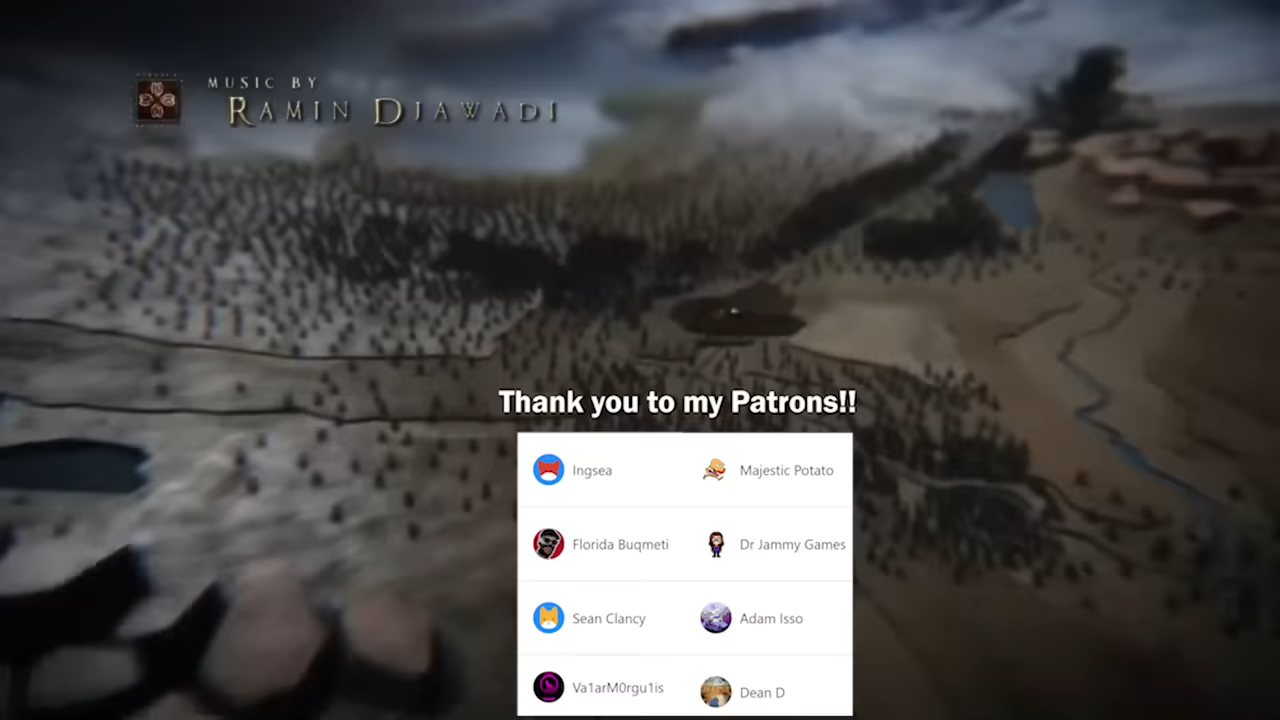 MUSIC BY
RAMIN DJAWADI
Thank you to my Patrons!!
Ingsea
Majestic Potato
Florida Buqmeti
Dr Jammy Games
Sean Clancy
Adam Isso
Va1arM0rgu1is
Dean D